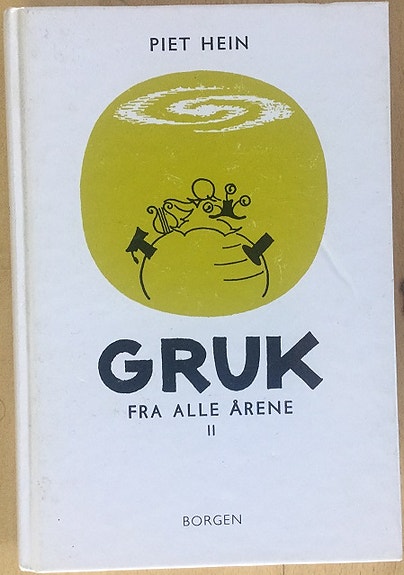 PIET HEIN
GRUK
FRA ALLE ÅRENE
II
BORGEN